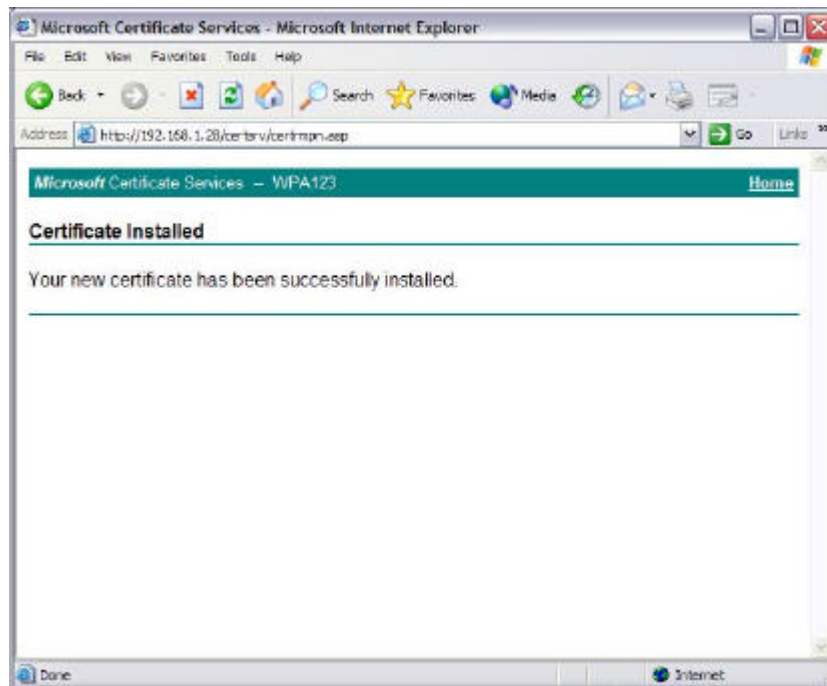 Microsoft Certificate Services - Microsoft Internet Explorer
File Edit View Favorites Tools Help
Back Search Favorites Media
Address http://192.168.1.28/certsrv/certrmpn.asp Go Links »
Microsoft Certificate Services -- WPA123 Home
Certificate Installed
Your new certificate has been successfully installed.
Done Internet